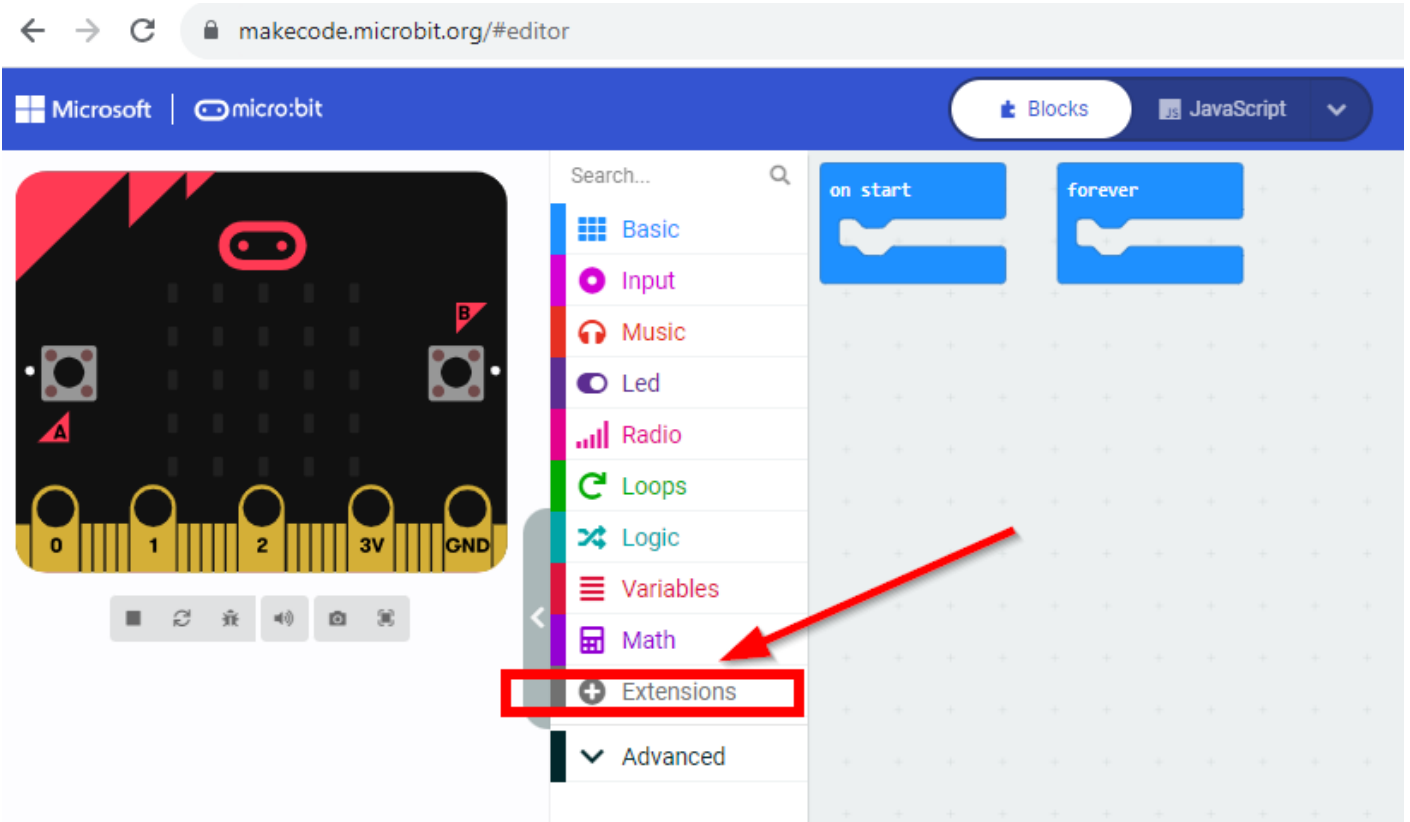 makecode.microbit.org/#editor
Microsoft micro:bit Blocks JS JavaScript
Search...
Basic
Input
Music
Led
Radio
Loops
Logic
Variables
Math
Extensions
Advanced
on start forever
B
A
0 1 2 3V GND